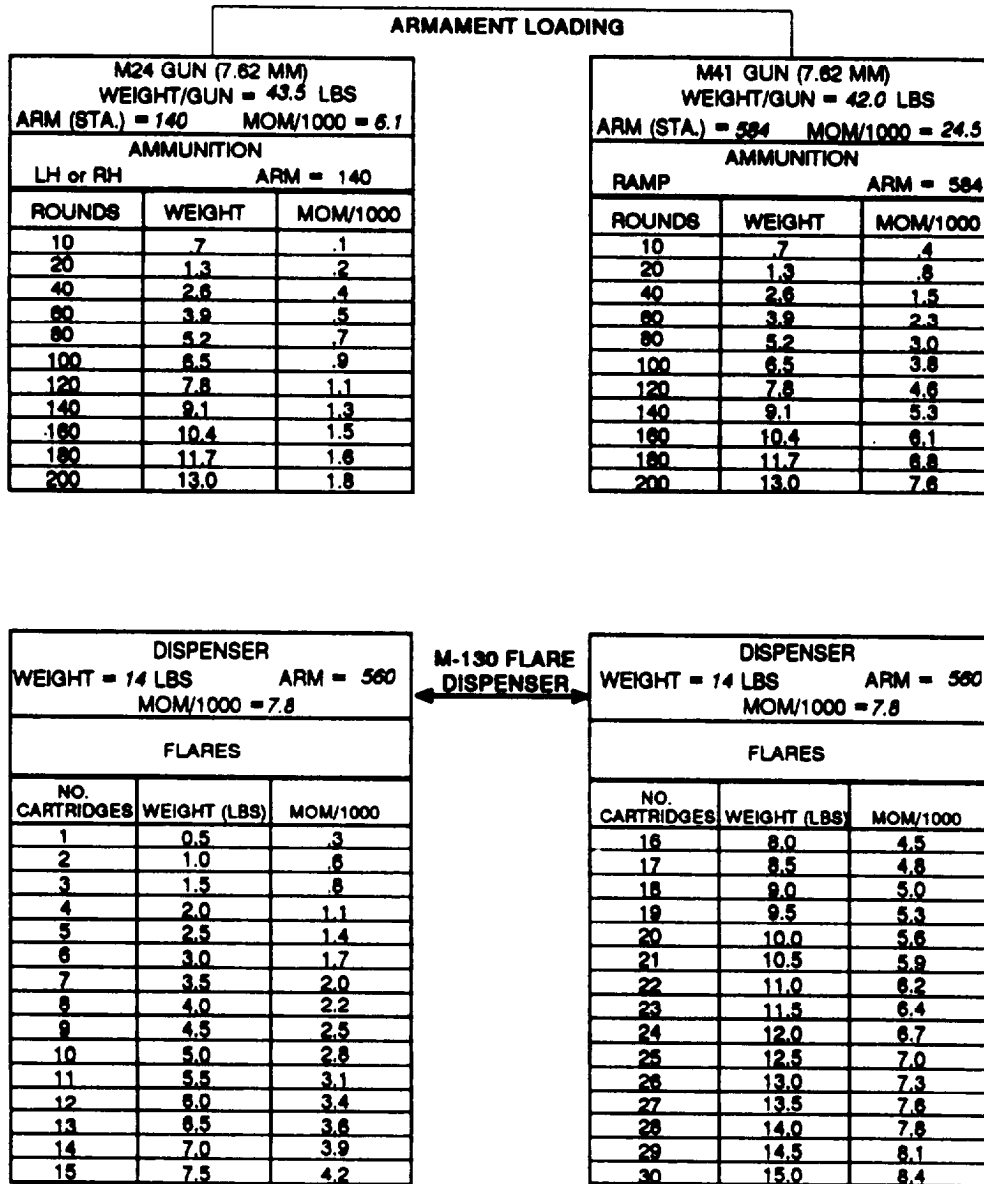 ARMAMENT LOADING
M24 GUN (7.62 MM)
WEIGHT/GUN = 43.5 LBS
ARM (STA.) = 140 MOM/1000 = 6.1
AMMUNITION
LH or RH ARM = 140
ROUNDS WEIGHT MOM/1000
10 .7 .1
20 1.3 .2
40 2.6 .4
60 3.9 .5
80 5.2 .7
100 6.5 .9
120 7.8 1.1
140 9.1 1.3
160 10.4 1.5
180 11.7 1.6
200 13.0 1.8
M41 GUN (7.62 MM)
WEIGHT/GUN = 42.0 LBS
ARM (STA.) = 584 MOM/1000 = 24.5
AMMUNITION
RAMP ARM = 584
ROUNDS WEIGHT MOM/1000
10 .7 .4
20 1.3 .8
40 2.6 1.5
60 3.9 2.3
80 5.2 3.0
100 6.5 3.8
120 7.8 4.6
140 9.1 5.3
160 10.4 6.1
180 11.7 6.8
200 13.0 7.6
DISPENSER
WEIGHT = 14 LBS ARM = 560
MOM/1000 = 7.8
FLARES
NO.
CARTRIDGES WEIGHT (LBS) MOM/1000
1 0.5 .3
2 1.0 .6
3 1.5 .8
4 2.0 1.1
5 2.5 1.4
6 3.0 1.7
7 3.5 2.0
8 4.0 2.2
9 4.5 2.5
10 5.0 2.8
11 5.5 3.1
12 6.0 3.4
13 6.5 3.6
14 7.0 3.9
15 7.5 4.2
M-130 FLARE
DISPENSER
DISPENSER
WEIGHT = 14 LBS ARM = 560
MOM/1000 = 7.8
FLARES
NO.
CARTRIDGES WEIGHT (LBS) MOM/1000
16 8.0 4.5
17 8.5 4.8
18 9.0 5.0
19 9.5 5.3
20 10.0 5.6
21 10.5 5.9
22 11.0 6.2
23 11.5 6.4
24 12.0 6.7
25 12.5 7.0
26 13.0 7.3
27 13.5 7.6
28 14.0 7.8
29 14.5 8.1
30 15.0 8.4